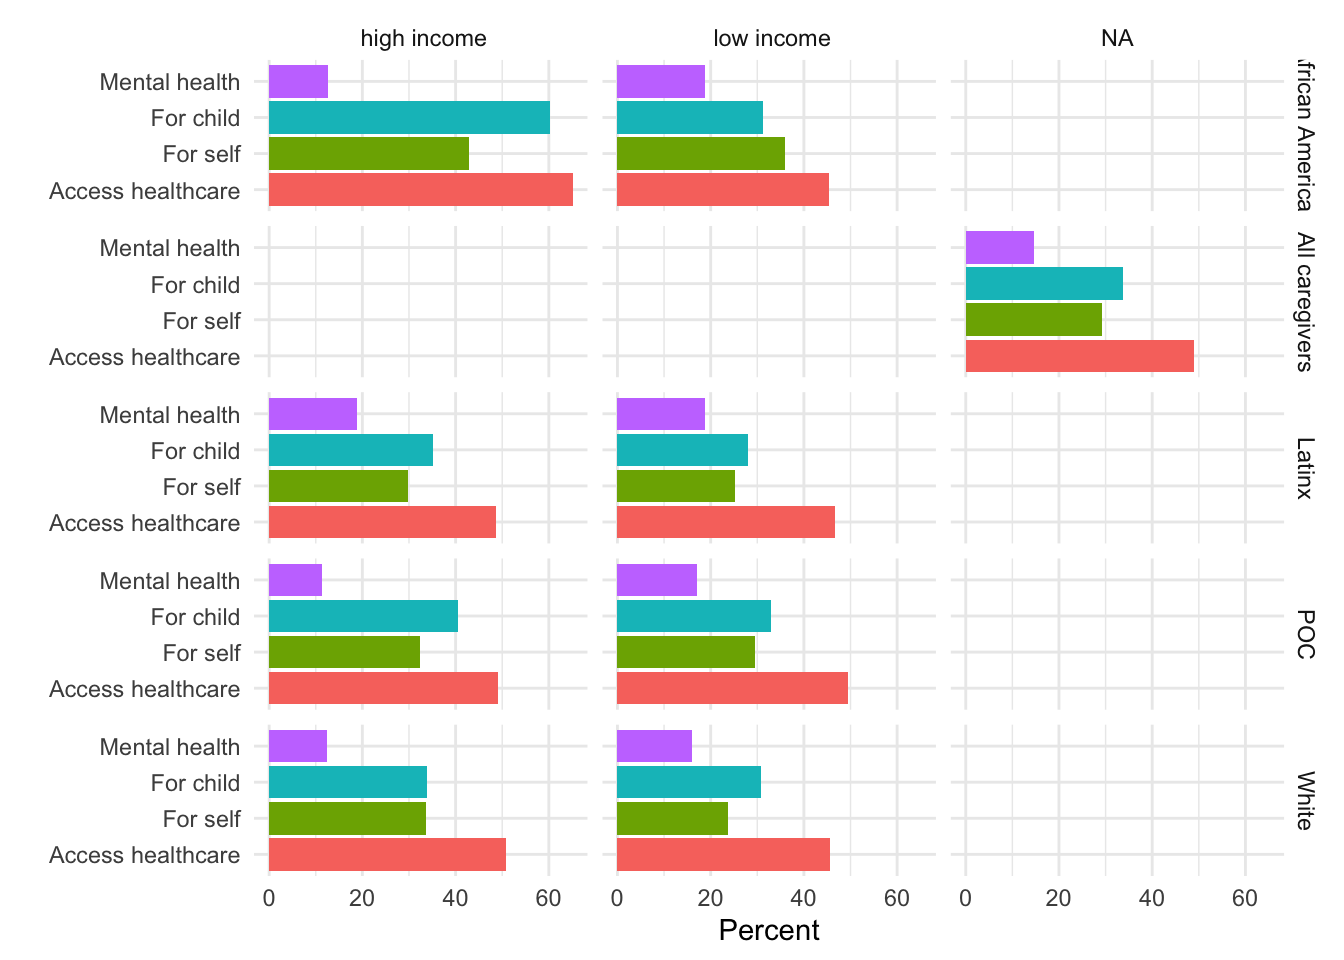 high income low income NA
Mental health
For child
For self
Access healthcare
frican America
Mental health
For child
For self
Access healthcare
All caregivers
Mental health
For child
For self
Access healthcare
Latinx
Mental health
For child
For self
Access healthcare
POC
Mental health
For child
For self
Access healthcare
White
0 20 40 60 0 20 40 60 0 20 40 60
Percent